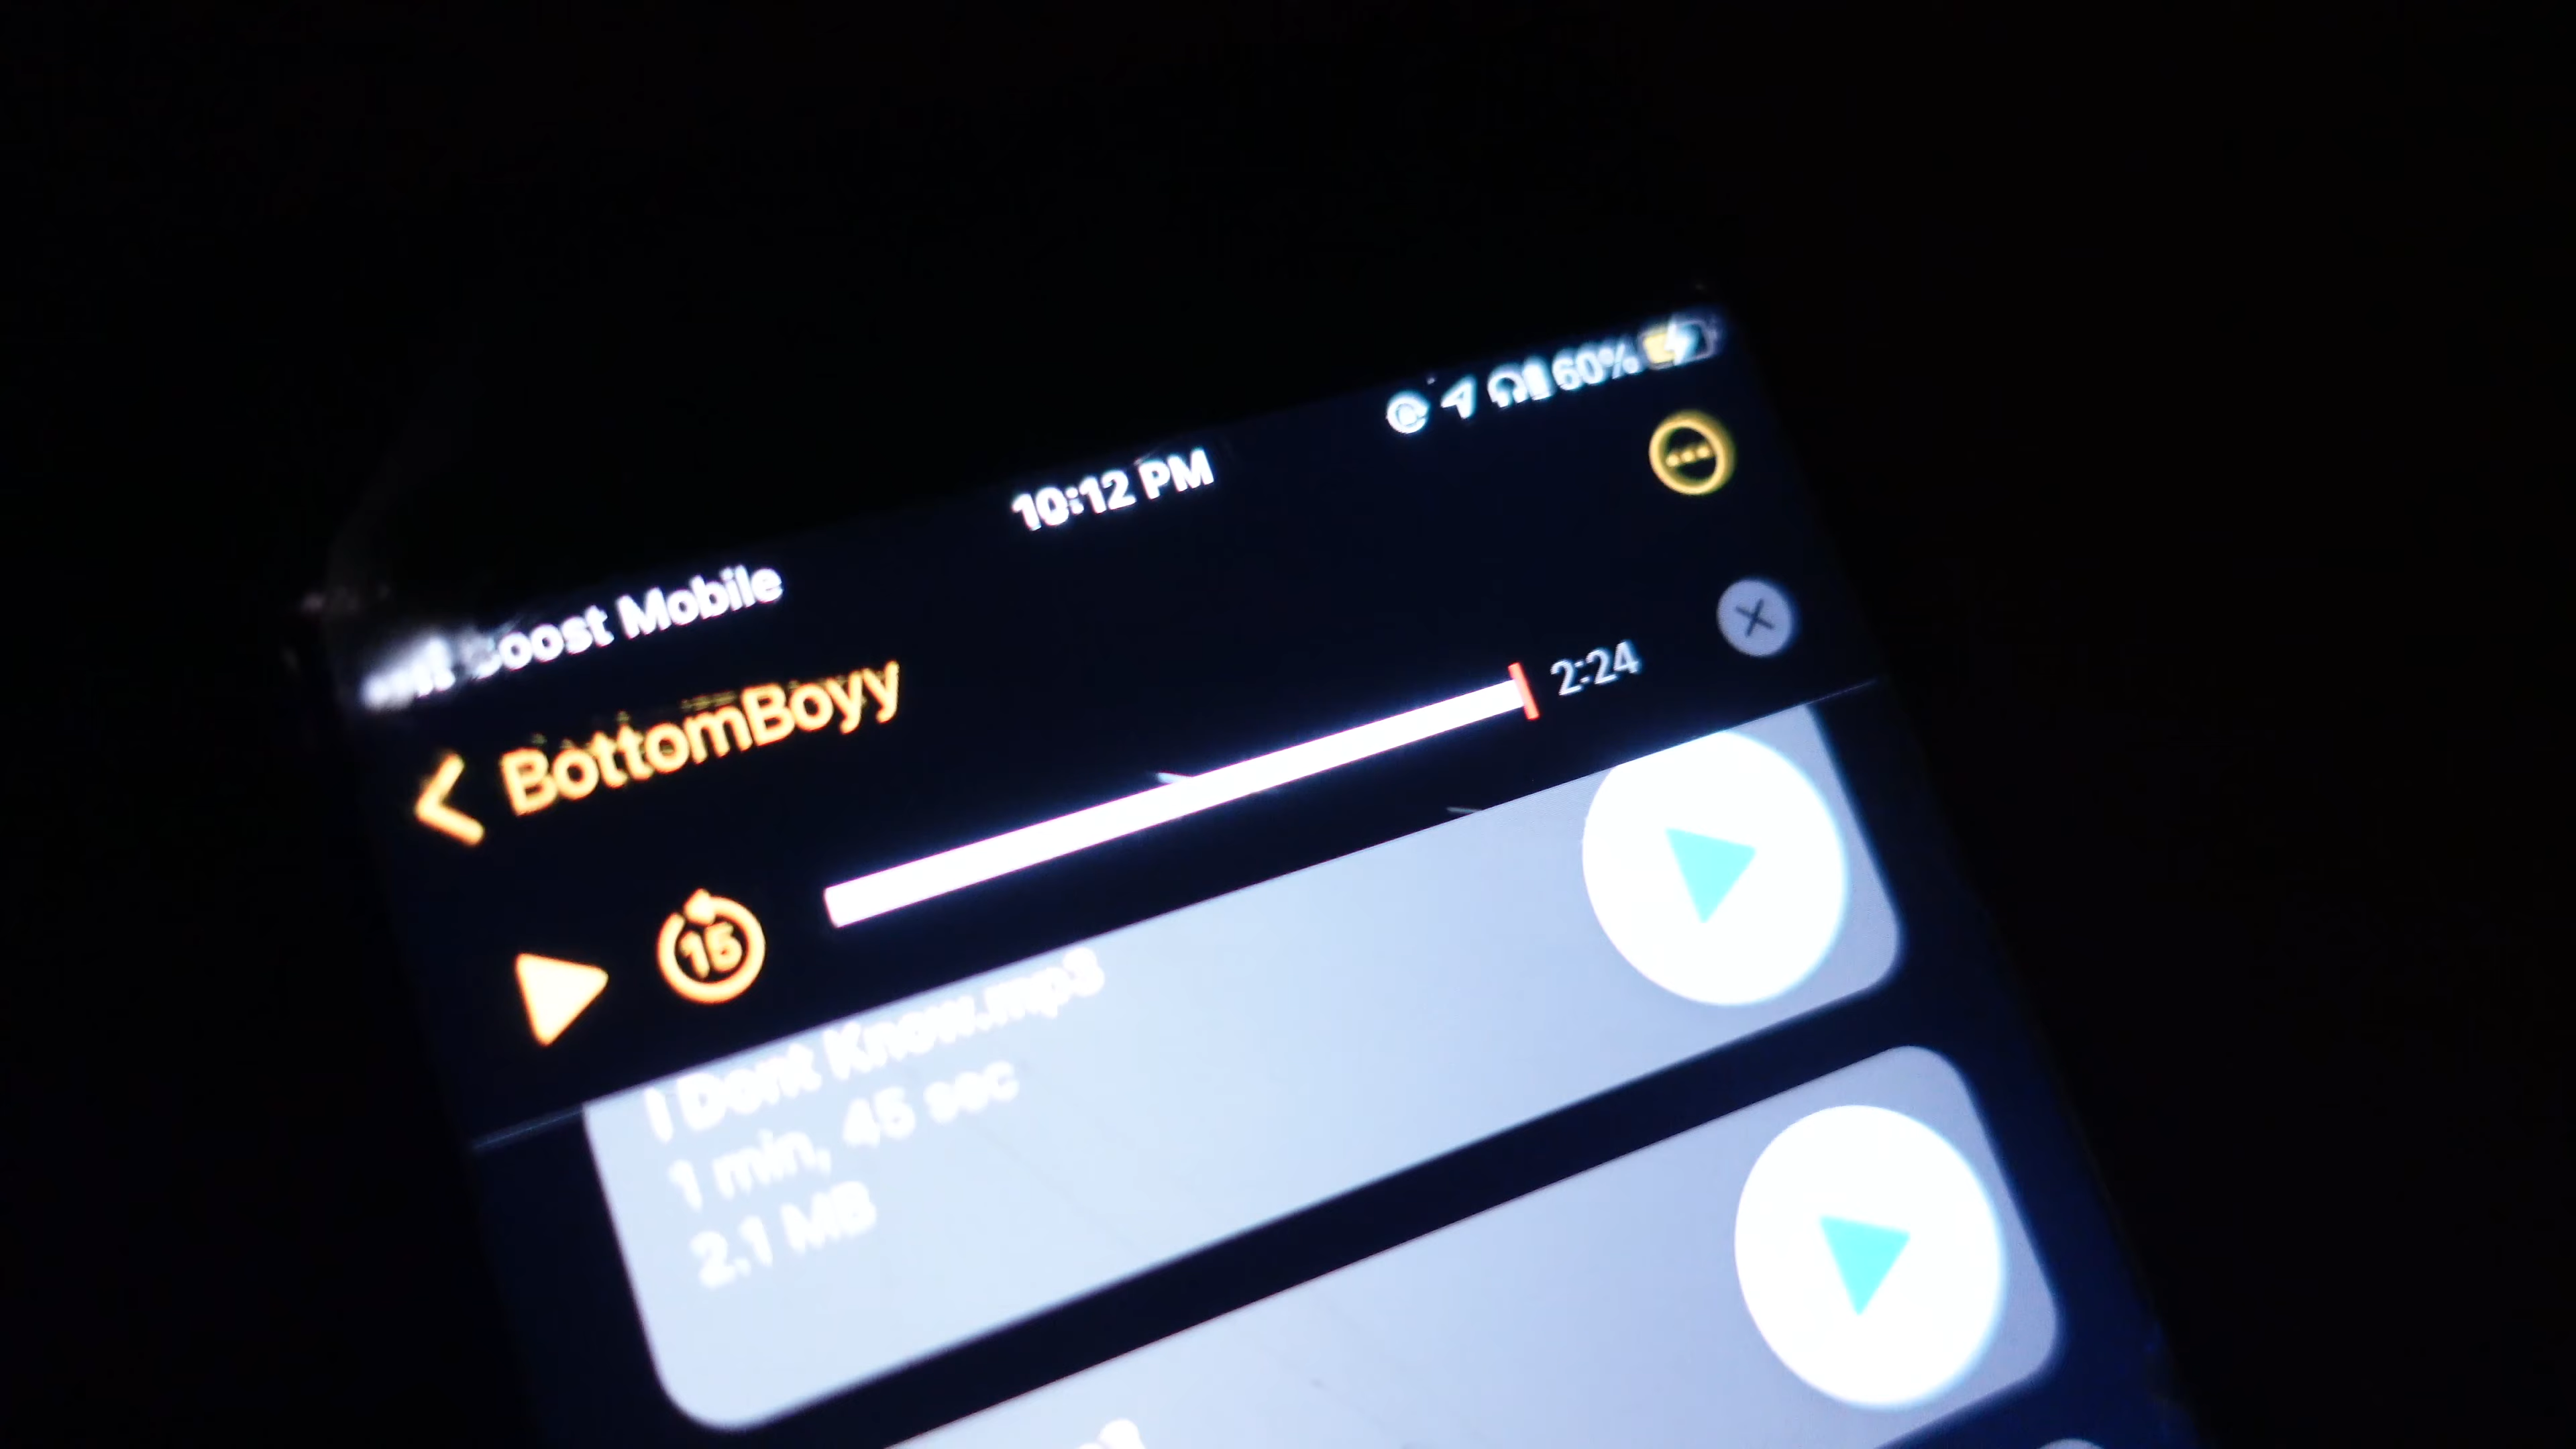 Boost Mobile
10:12 PM
60%
BottomBoyy
15
2:24
I Dont Know.mp3
1 min, 45 sec
2.1 MB